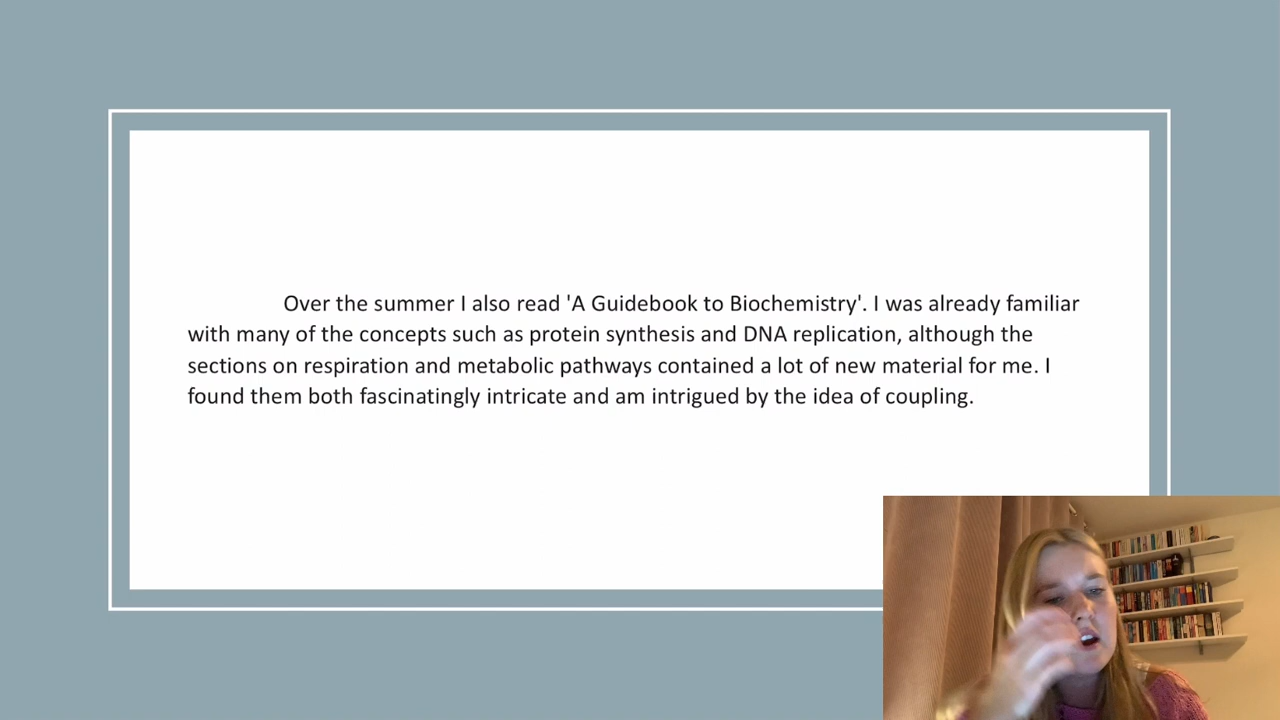 Over the summer I also read 'A Guidebook to Biochemistry'. I was already familiar
with many of the concepts such as protein synthesis and DNA replication, although the
sections on respiration and metabolic pathways contained a lot of new material for me. I
found them both fascinatingly intricate and am intrigued by the idea of coupling.